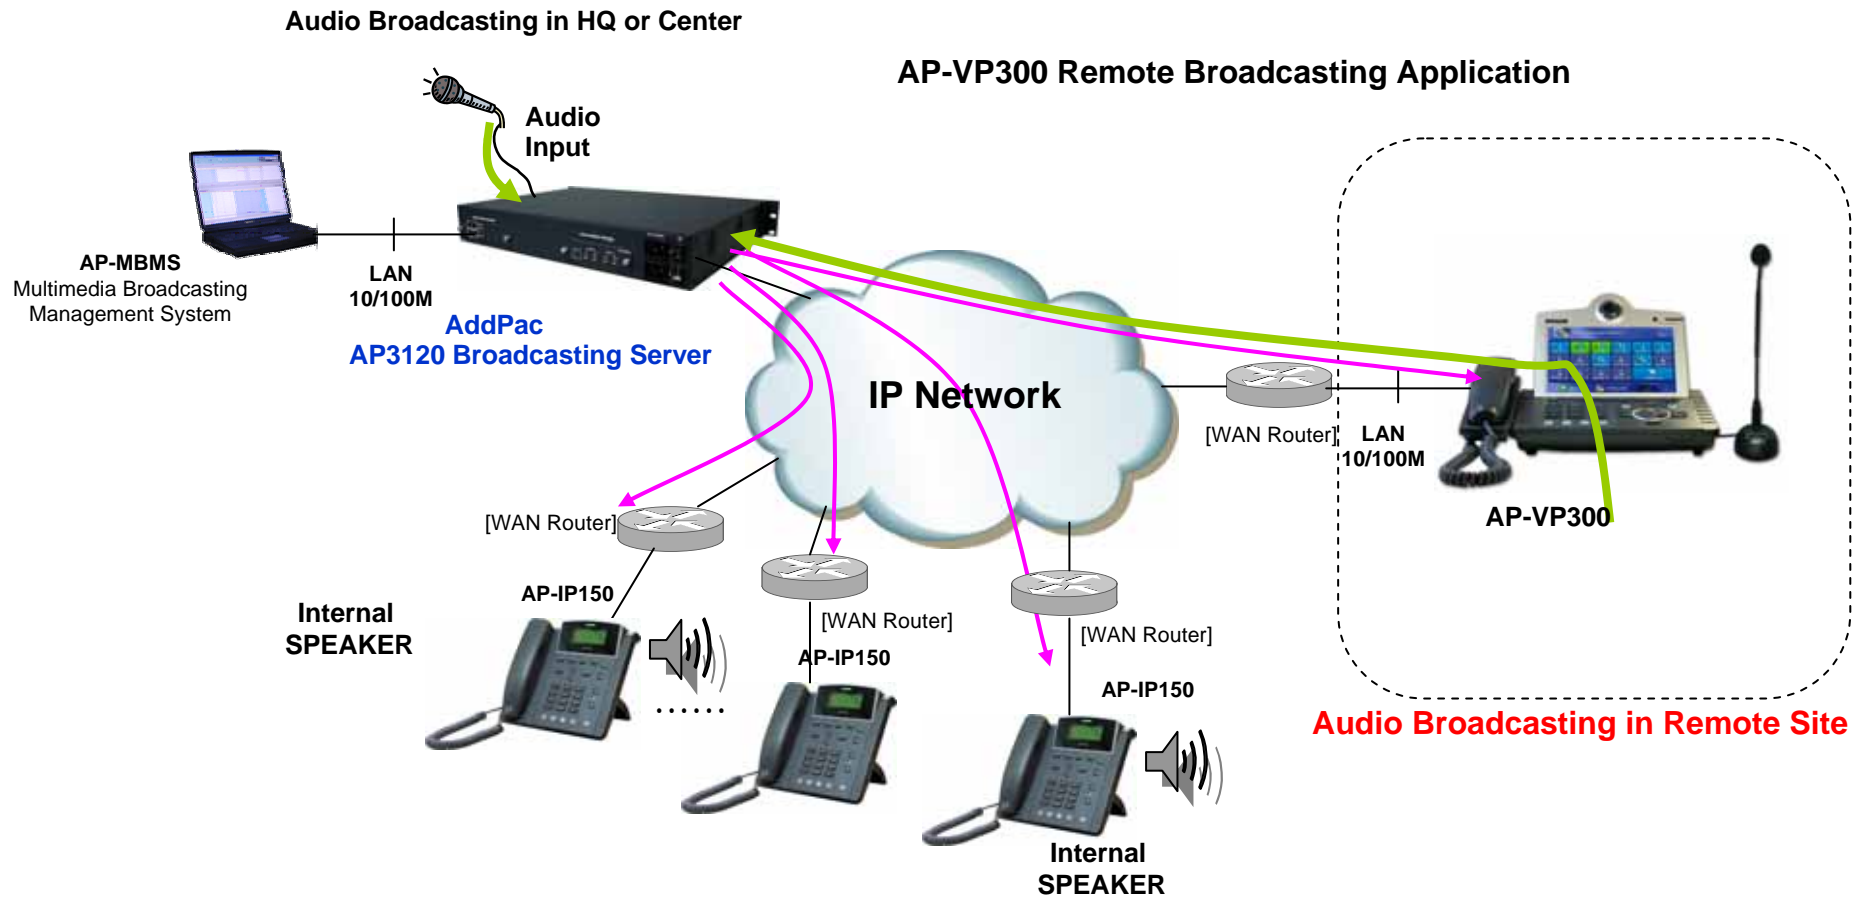 Audio Broadcasting in HQ or Center
AP-VP300 Remote Broadcasting Application
Audio
Input
AP-MBMS
Multimedia Broadcasting
Management System
LAN
10/100M
AddPac
AP3120 Broadcasting Server
IP Network
[WAN Router]
LAN
10/100M
AP-VP300
[WAN Router]
AP-IP150
Internal
SPEAKER
......
[WAN Router]
AP-IP150
[WAN Router]
AP-IP150
Internal
SPEAKER
Audio Broadcasting in Remote Site